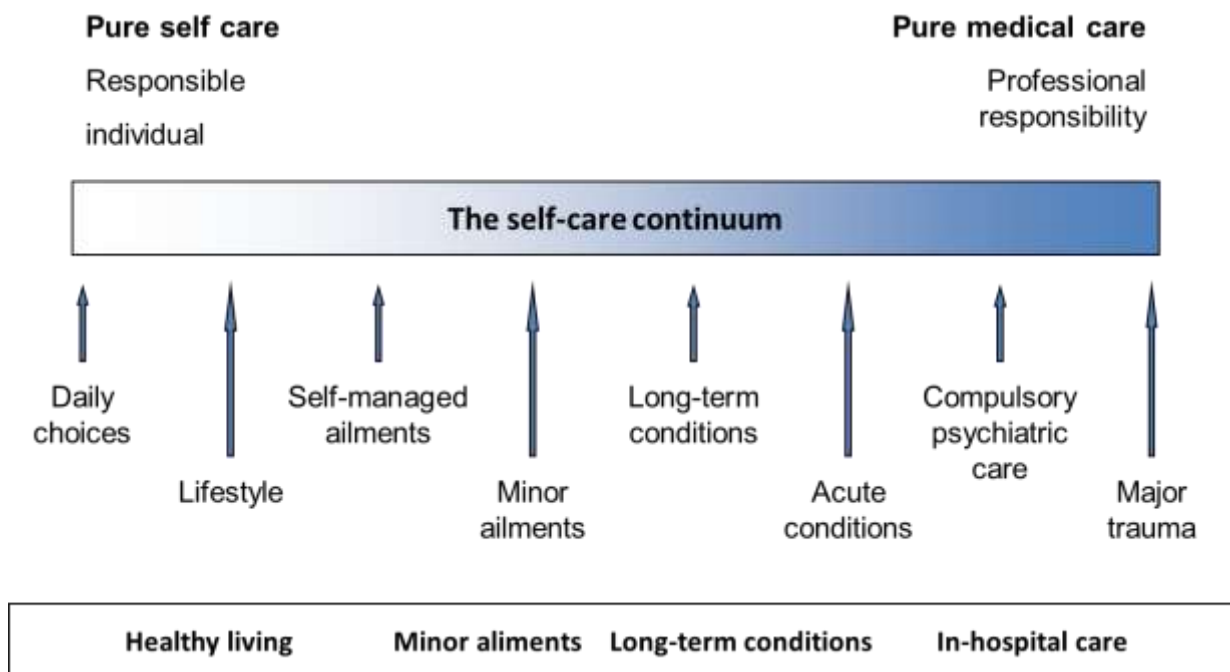 Pure self care
Responsible
individual
Pure medical care
Professional
responsibility
The self-care continuum
Daily
choices
Lifestyle
Self-managed
ailments
Minor
ailments
Long-term
conditions
Acute
conditions
Compulsory
psychiatric
care
Major
trauma
Healthy living Minor aliments Long-term conditions In-hospital care